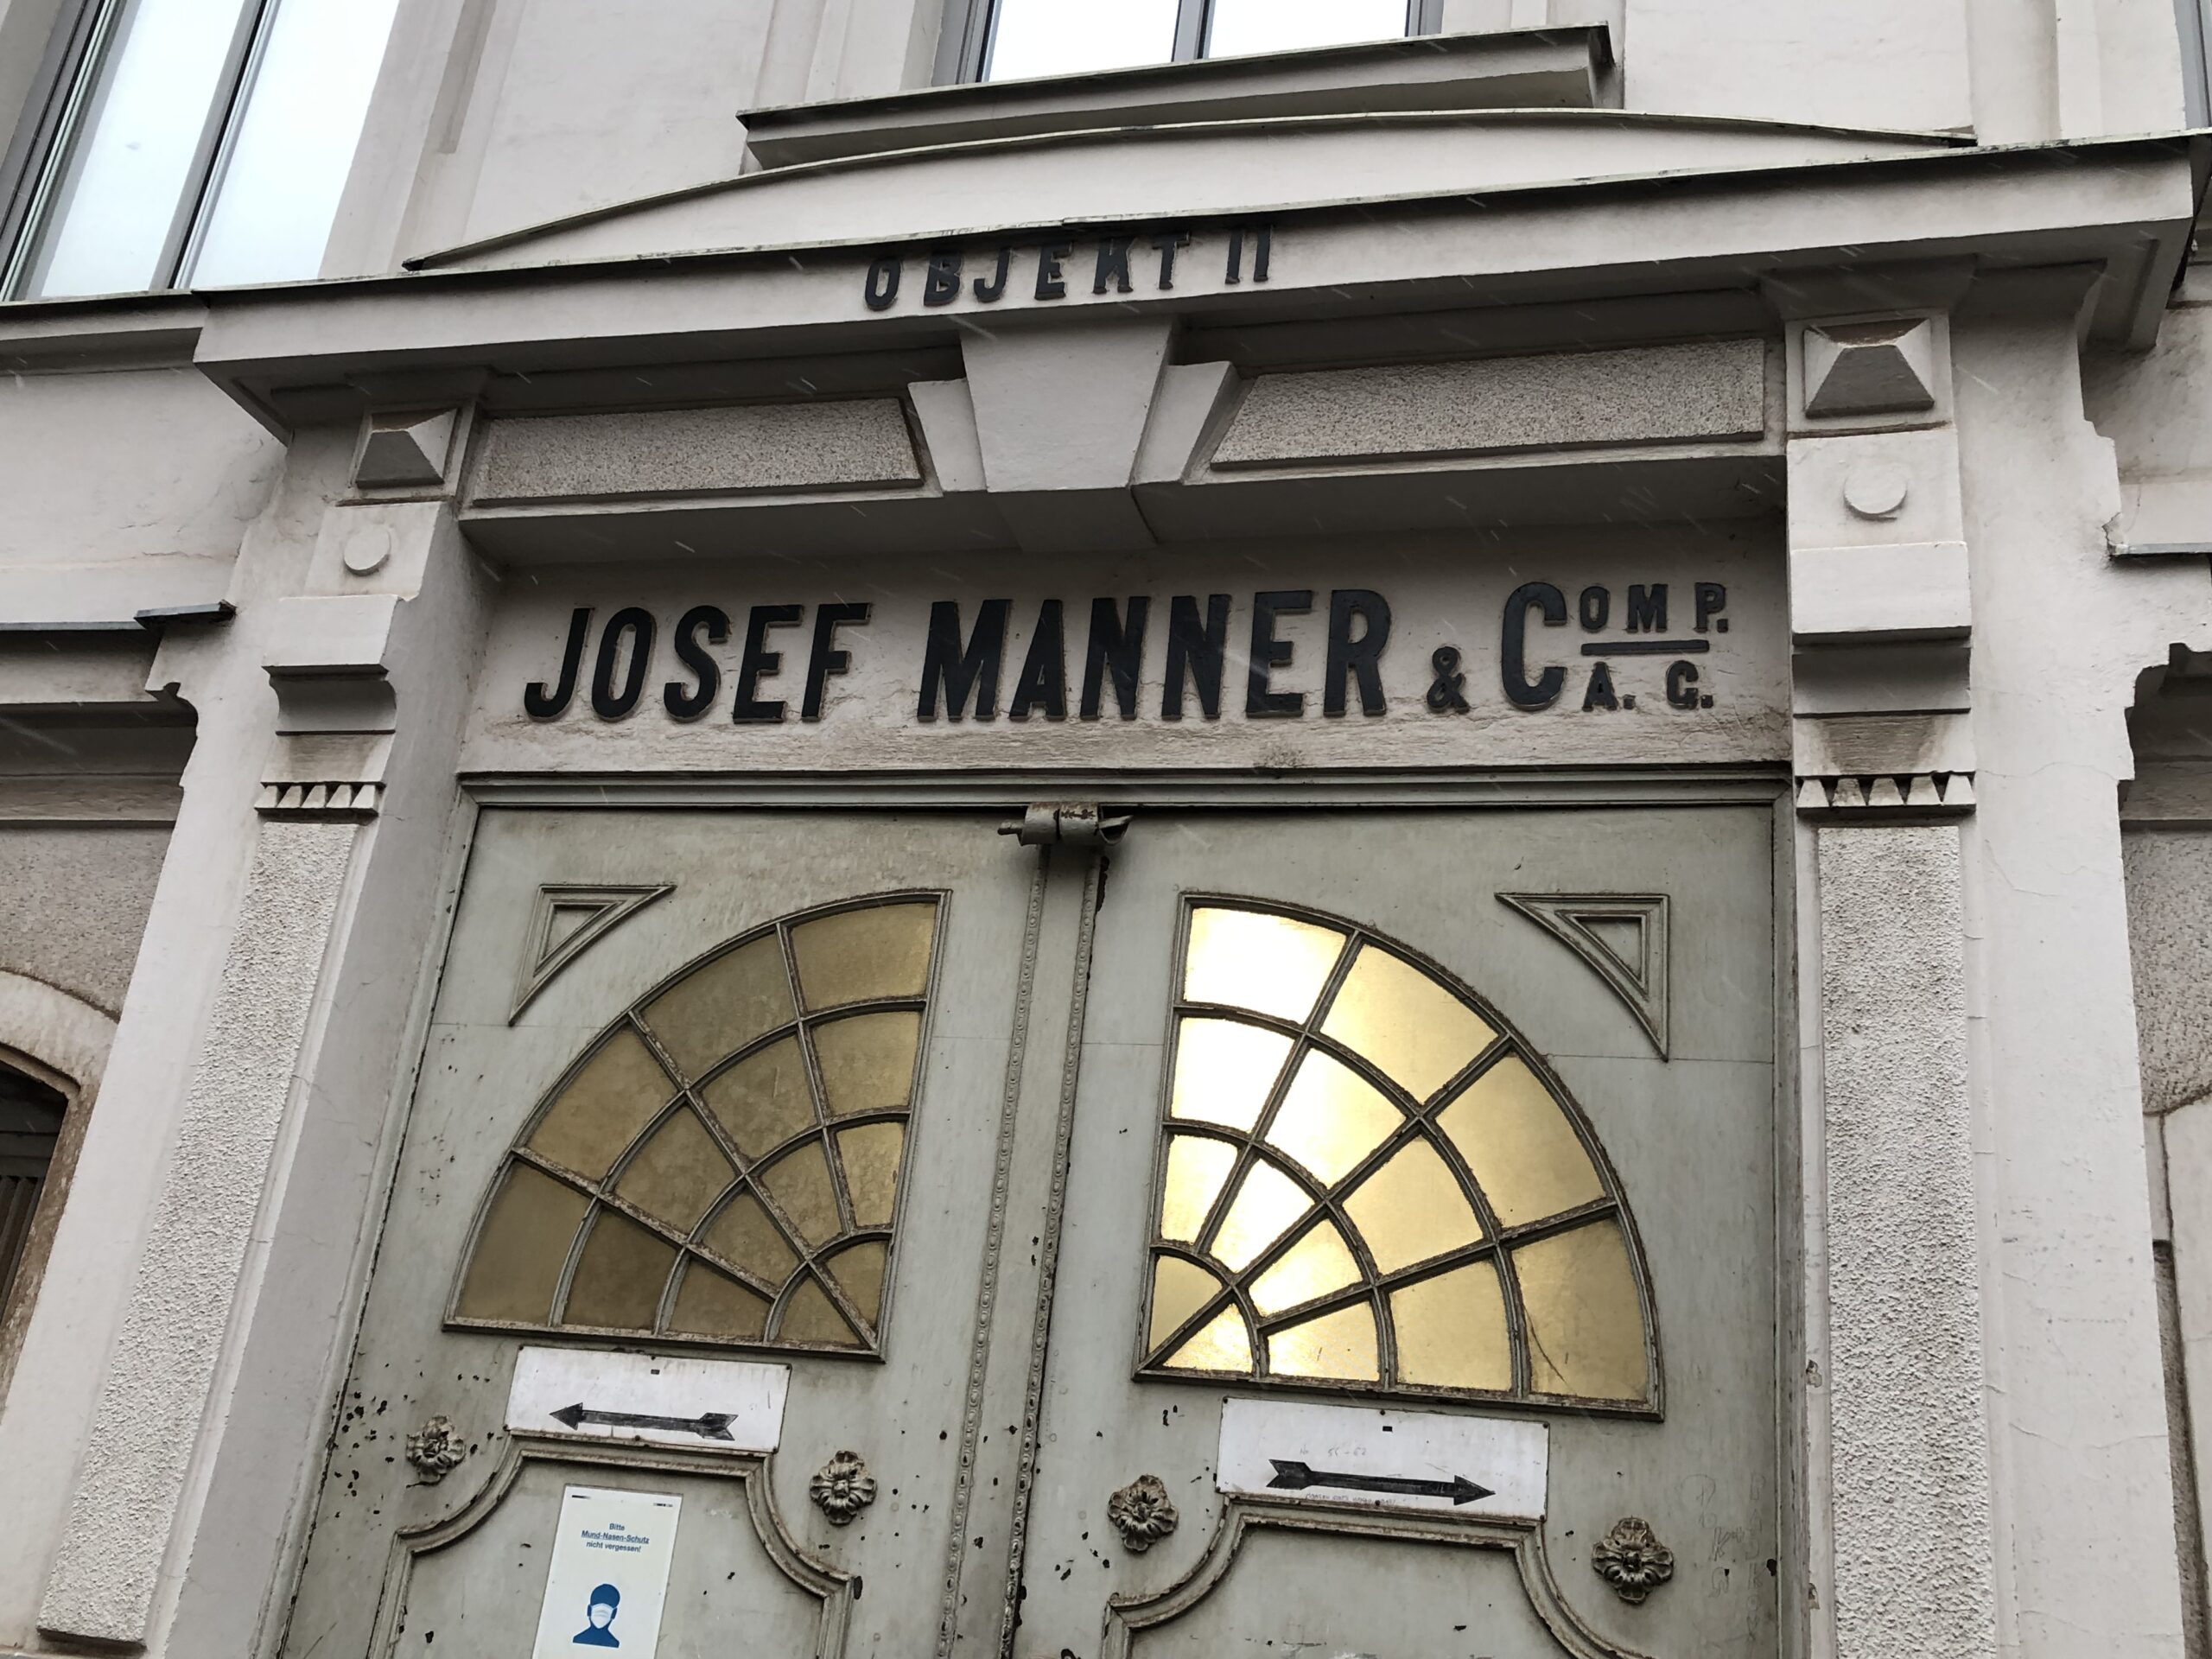 OBJEKT II
JOSEF MANNER & COMP.
A. G.
Bitte
Mund-Nasen-Schutz
nicht vergessen!